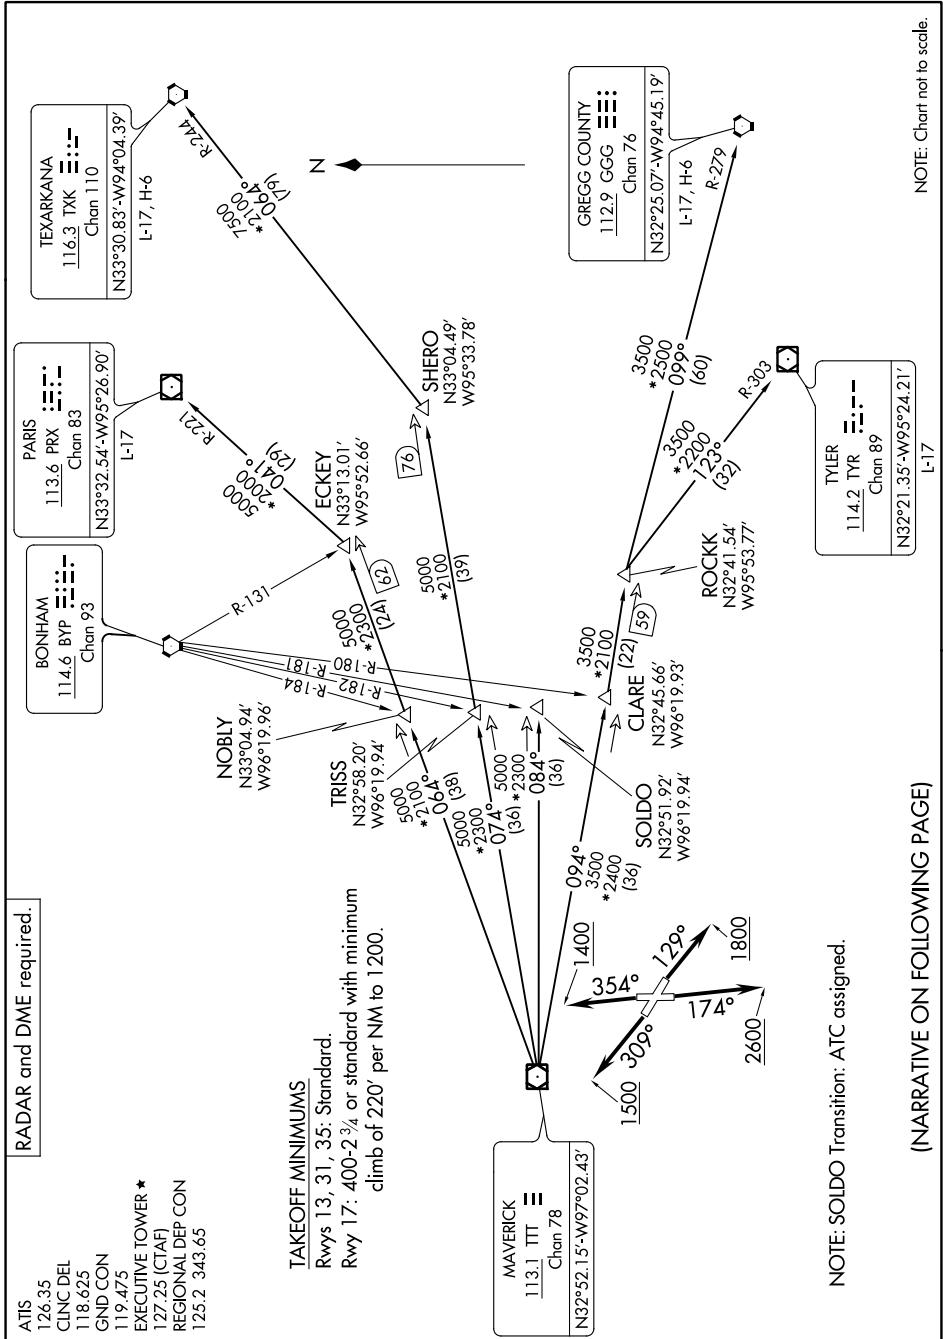 ATIS
126.35
CLNC DEL
118.625
GND CON
119.475
EXECUTIVE TOWER ★
127.25 (CTAF)
REGIONAL DEP CON
125.2 343.65
RADAR and DME required.
TAKEOFF MINIMUMS
Rwys 13, 31, 35: Standard.
Rwy 17: 400-2¾ or standard with minimum
climb of 220' per NM to 1200.
BONHAM
114.6 BYP
Chan 93
PARIS
113.6 PRX
Chan 83
N33°32.54'-W95°26.90'
L-17
TEXARKANA
116.3 TXK
Chan 110
N33°30.83'-W94°04.39'
L-17, H-6
R-184
R-182
R-181
R-180
R-131
R-221
R-244
NOBLY
N33°04.94'
W96°19.96'
TRISS
N32°58.20'
W96°19.94'
ECKEY
N33°13.01'
W95°52.66'
SHERO
N33°04.49'
W95°33.78'
5000
*2000
041°
(29)
7500
*2100
064°
(79)
5000
*2300
(24)
62
5000
*2100
(39)
76
N
5000
*2100
064°
(38)
5000
*2300
074°
(36)
5000
*2300
084°
(36)
094°
3500
*2400
(36)
SOLDO
N32°51.92'
W96°19.94'
CLARE
N32°45.66'
W96°19.93'
3500
*2100
(22)
59
ROCKK
N32°41.54'
W95°53.77'
3500
*2500
099°
(60)
3500
*2200
123°
(32)
R-303
R-279
GREGG COUNTY
112.9 GGG
Chan 76
N32°25.07'-W94°45.19'
L-17, H-6
TYLER
114.2 TYR
Chan 89
N32°21.35'-W95°24.21'
L-17
MAVERICK
113.1 TTT
Chan 78
N32°52.15'-W97°02.43'
1400
354°
129°
1800
309°
1500
174°
2600
NOTE: SOLDO Transition: ATC assigned.
NOTE: Chart not to scale.
(NARRATIVE ON FOLLOWING PAGE)